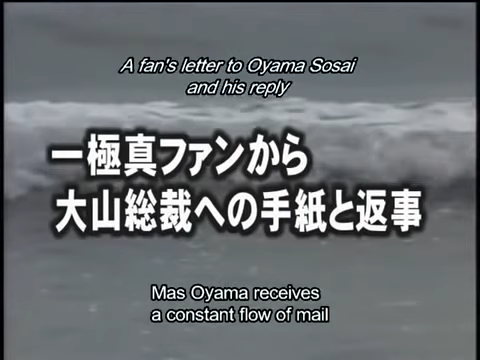 A fan's letter to Oyama Sosai
and his reply
一極真ファンから
大山総裁への手紙と返事
Mas Oyama receives
a constant flow of mail